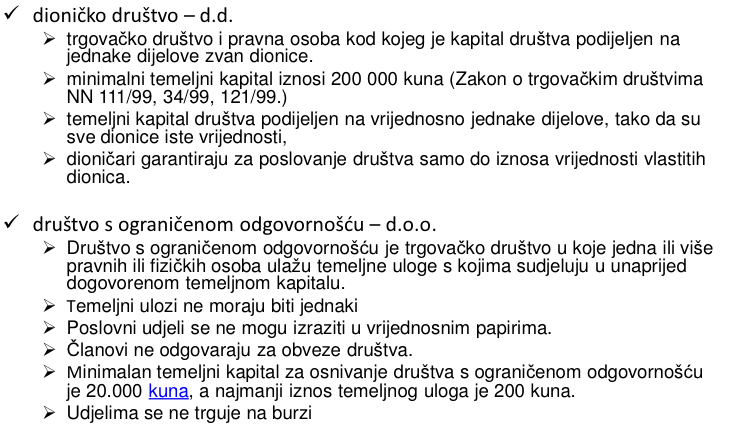 ✓ dioničko društvo – d.d.
➢ trgovačko društvo i pravna osoba kod kojeg je kapital društva podijeljen na
jednake dijelove zvan dionice.
➢ minimalni temeljni kapital iznosi 200 000 kuna (Zakon o trgovačkim društvima
NN 111/99, 34/99, 121/99.)
➢ temeljni kapital društva podijeljen na vrijednosno jednake dijelove, tako da su
sve dionice iste vrijednosti,
➢ dioničari garantiraju za poslovanje društva samo do iznosa vrijednosti vlastitih
dionica.
✓ društvo s ograničenom odgovornošću – d.o.o.
➢ Društvo s ograničenom odgovornošću je trgovačko društvo u koje jedna ili više
pravnih ili fizičkih osoba ulažu temeljne uloge s kojima sudjeluju u unaprijed
dogovorenom temeljnom kapitalu.
➢ Temeljni ulozi ne moraju biti jednaki
➢ Poslovni udjeli se ne mogu izraziti u vrijednosnim papirima.
➢ Članovi ne odgovaraju za obveze društva.
➢ Minimalan temeljni kapital za osnivanje društva s ograničenom odgovornošću
je 20.000 kuna, a najmanji iznos temeljnog uloga je 200 kuna.
➢ Udjelima se ne trguje na burzi